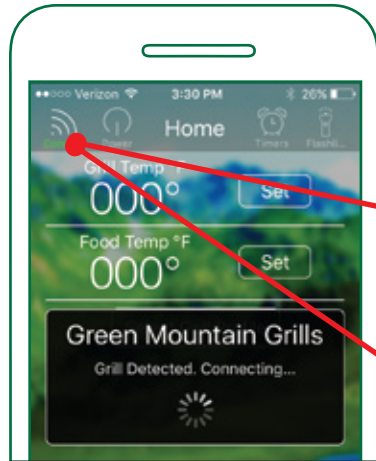 Verizon 3:30 PM 26%
Power Home Timers Flashli...
Grill Temp °F
000° Set
Food Temp °F
000° Set
Green Mountain Grills
Grill Detected. Connecting...